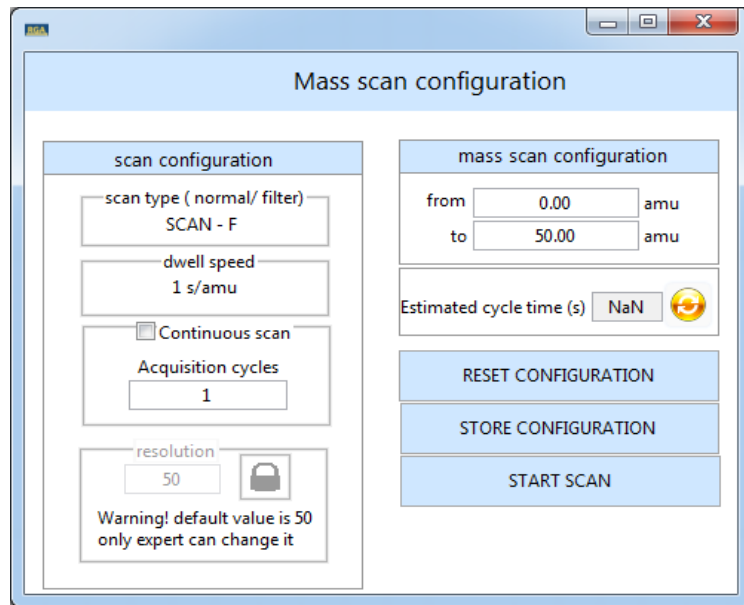 RGA
Mass scan configuration
scan configuration
scan type ( normal/ filter)
SCAN - F
dwell speed
1 s/amu
Continuous scan
Acquisition cycles
1
resolution
50
Warning! default value is 50
only expert can change it
mass scan configuration
from 0.00 amu
to 50.00 amu
Estimated cycle time (s) NaN
RESET CONFIGURATION
STORE CONFIGURATION
START SCAN